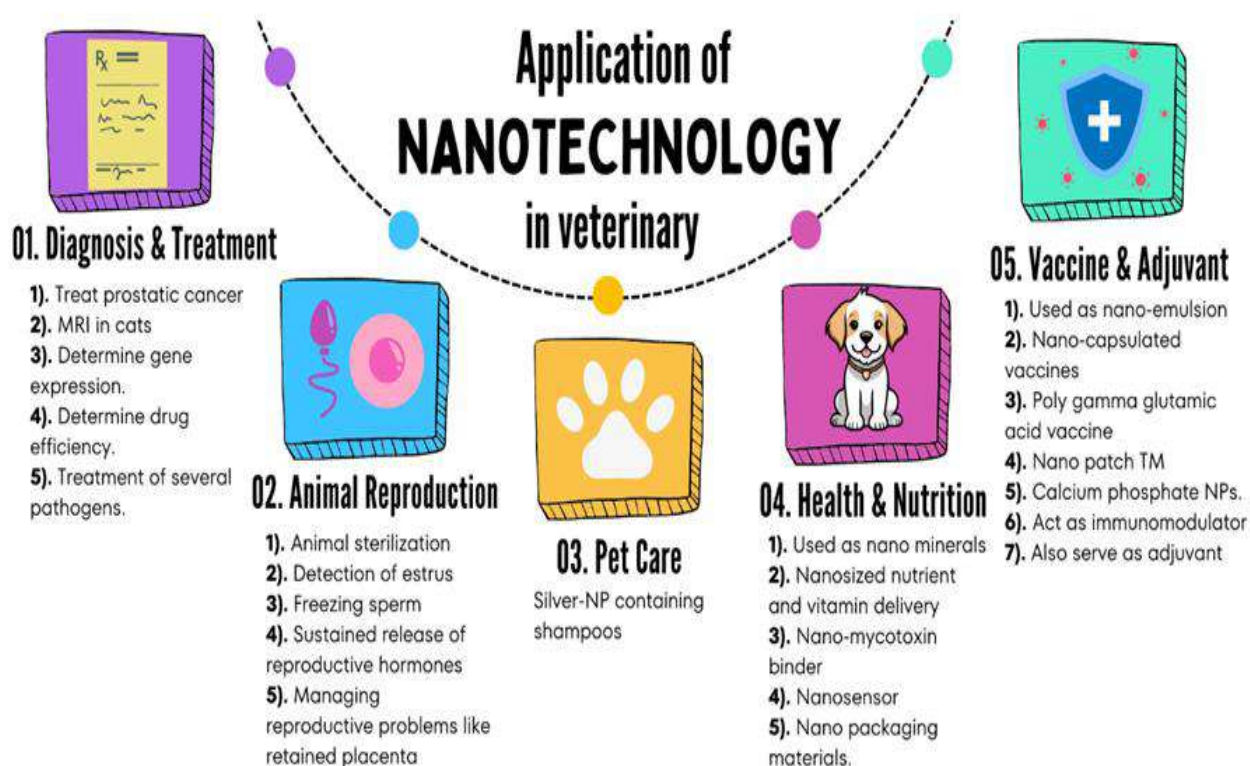 Application of
NANOTECHNOLOGY
in veterinary
Rx
01. Diagnosis & Treatment
1). Treat prostatic cancer
2). MRI in cats
3). Determine gene
expression.
4). Determine drug
efficiency.
5). Treatment of several
pathogens.
02. Animal Reproduction
1). Animal sterilization
2). Detection of estrus
3). Freezing sperm
4). Sustained release of
reproductive hormones
5). Managing
reproductive problems like
retained placenta
03. Pet Care
Silver-NP containing
shampoos
04. Health & Nutrition
1). Used as nano minerals
2). Nanosized nutrient
and vitamin delivery
3). Nano-mycotoxin
binder
4). Nanosensor
5). Nano packaging
materials.
05. Vaccine & Adjuvant
1). Used as nano-emulsion
2). Nano-capsulated
vaccines
3). Poly gamma glutamic
acid vaccine
4). Nano patch TM
5). Calcium phosphate NPs.
6). Act as immunomodulator
7). Also serve as adjuvant